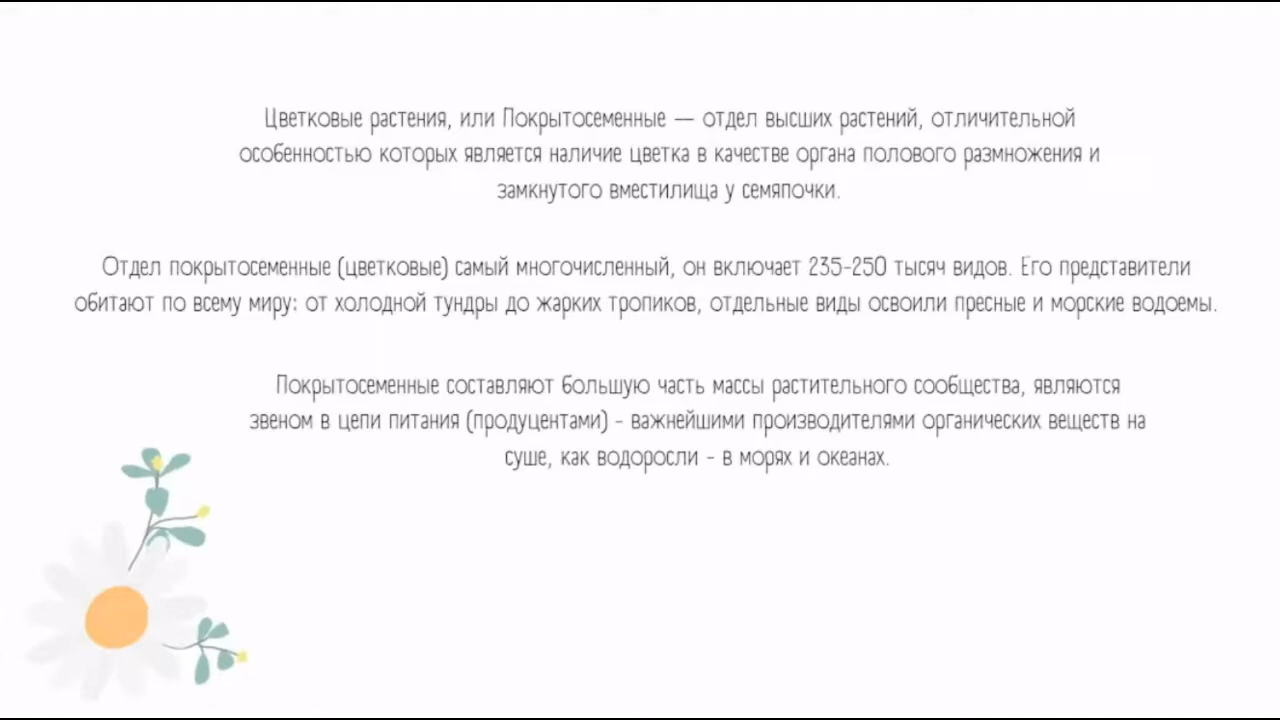 Цветковые растения, или Покрытосеменные — отдел высших растений, отличительной
особенностью которых является наличие цветка в качестве органа полового размножения и
замкнутого вместилища у семяпочки.
Отдел покрытосеменные (цветковые) самый многочисленный, он включает 235-250 тысяч видов. Его представители
обитают по всему миру: от холодной тундры до жарких тропиков, отдельные виды освоили пресные и морские водоемы.
Покрытосеменные составляют большую часть массы растительного сообщества, являются
звеном в цепи питания (продуцентами) - важнейшими производителями органических веществ на
суше, как водоросли - в морях и океанах.